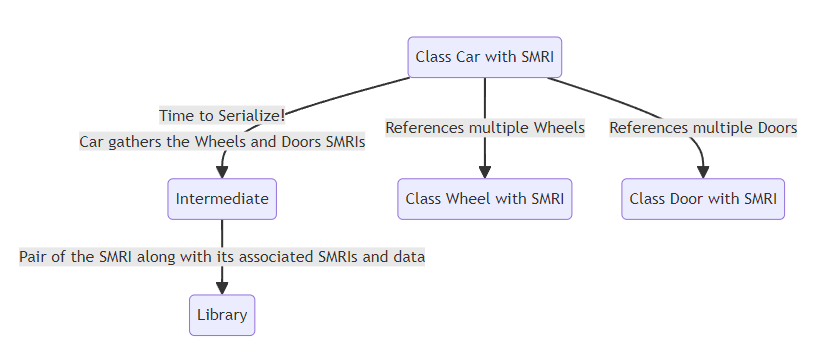 Class Car with SMRI
Time to Serialize!
Car gathers the Wheels and Doors SMRIs
References multiple Wheels
References multiple Doors
Intermediate
Class Wheel with SMRI
Class Door with SMRI
Pair of the SMRI along with its associated SMRIs and data
Library